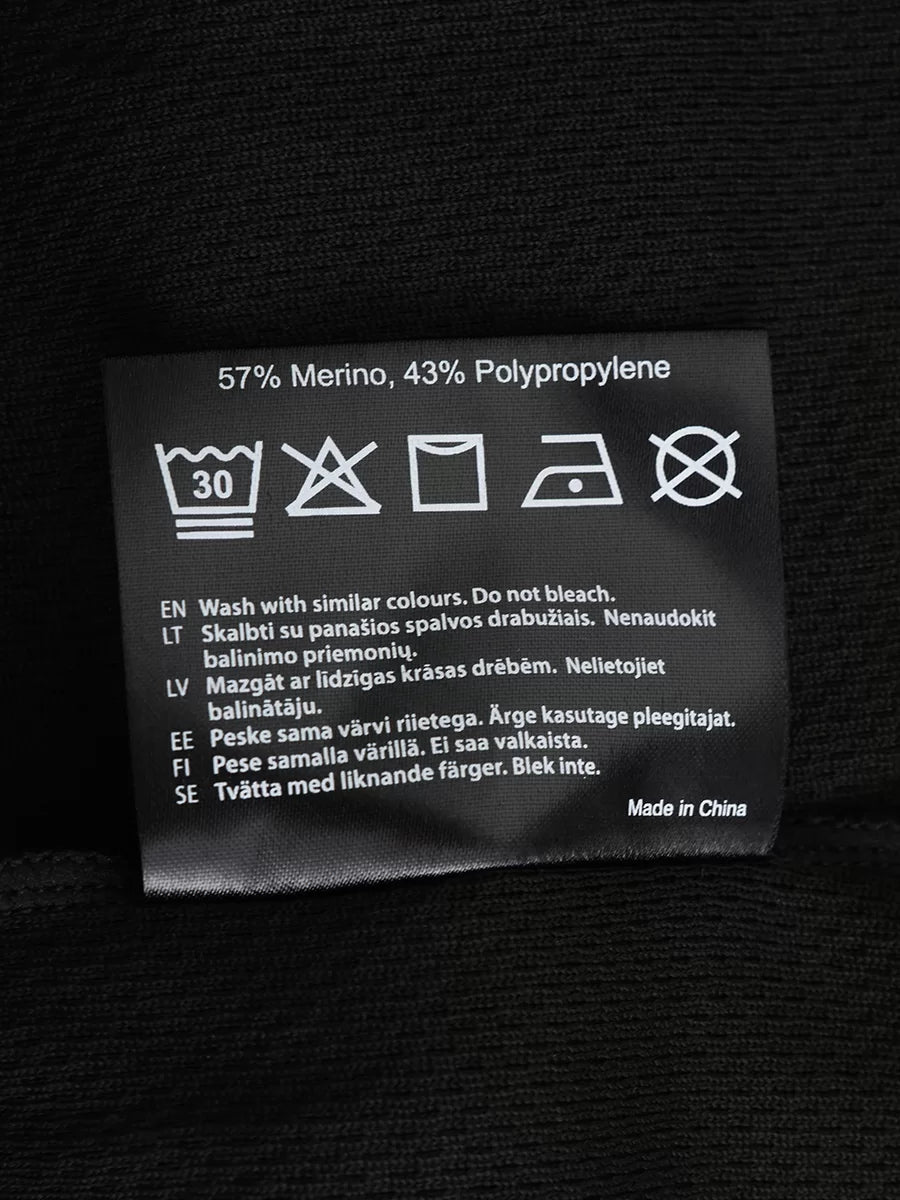 57% Merino, 43% Polypropylene
30
EN Wash with similar colours. Do not bleach.
LT Skalbti su panašios spalvos drabužiais. Nenaudokit
balinimo priemonių.
LV Mazgāt ar līdzīgas krāsas drēbēm. Nelietojiet
balinātāju.
EE Peske sama värvi riietega. Ärge kasutage pleegitajat.
FI Pese samalla värillä. Ei saa valkaista.
SE Tvätta med liknande färger. Blek inte.
Made in China